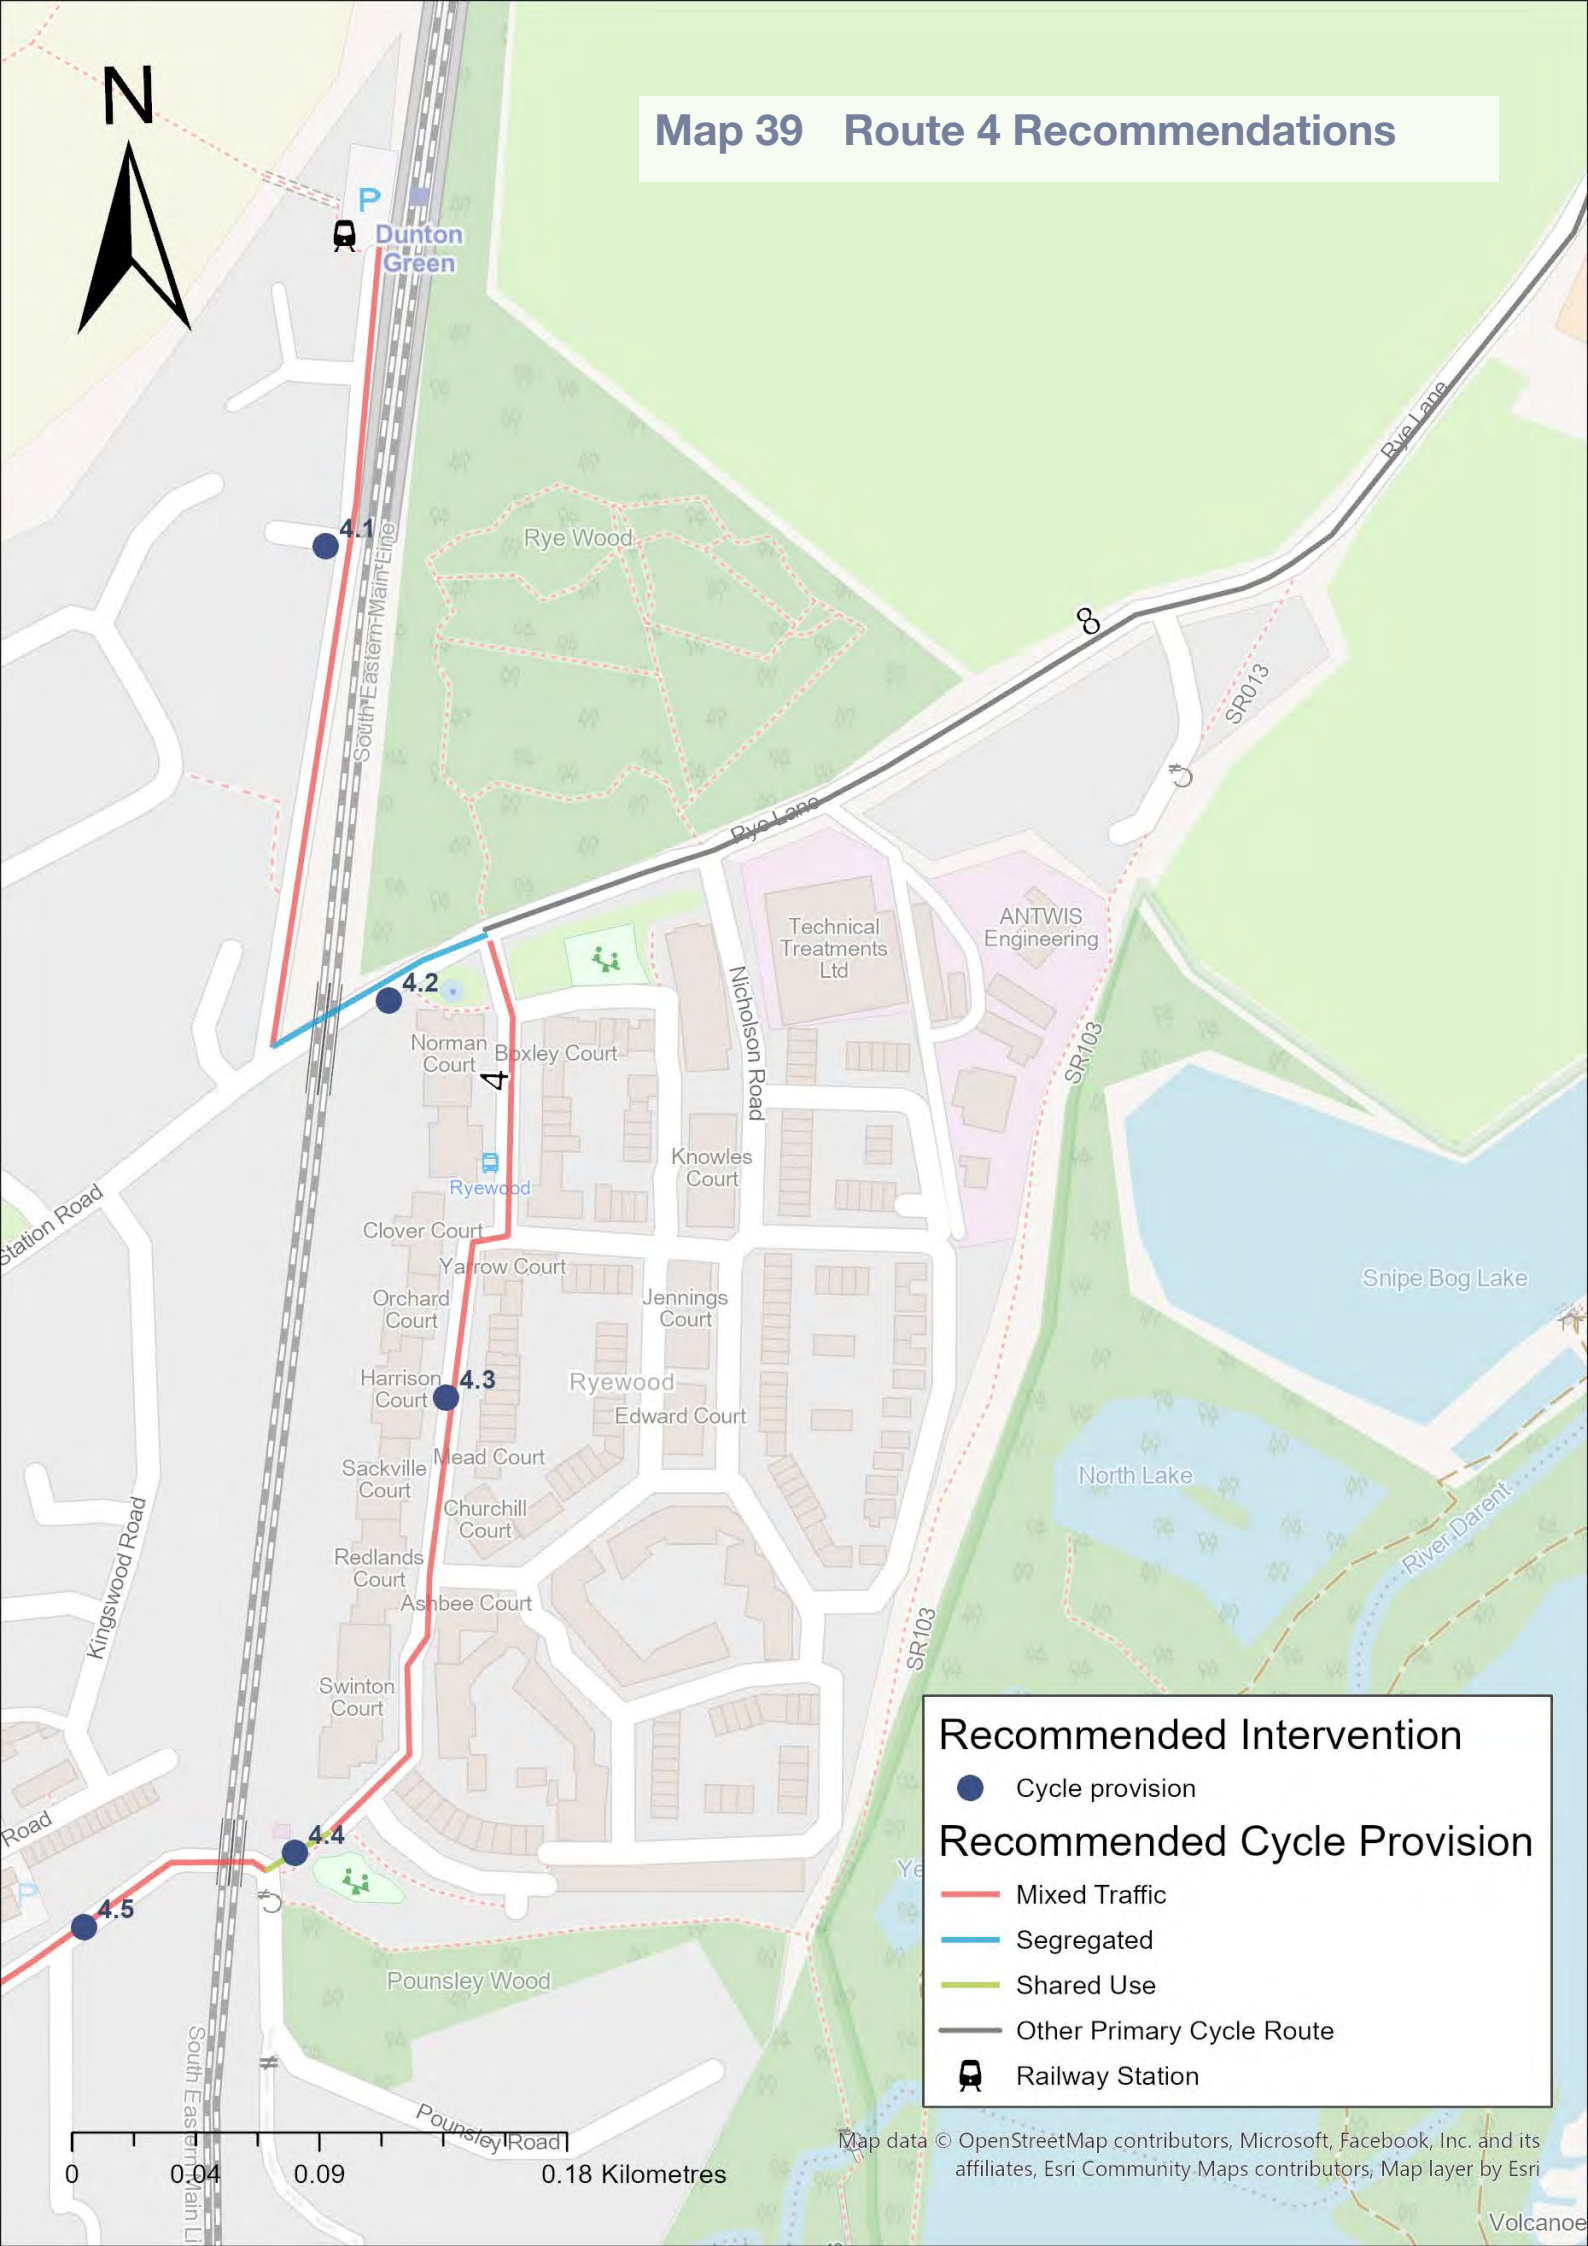 N
Map 39 Route 4 Recommendations
P
Dunton
Green
Rye Lane
4.1
South Eastern Main Line
Rye Wood
8
SR013
Rye Lane
4.2
Technical
Treatments
Ltd
ANTWIS
Engineering
Nicholson Road
Norman
Court
Boxley Court
4
SR103
Knowles
Court
Ryewood
Station Road
Clover Court
Yarrow Court
Snipe Bog Lake
Orchard
Court
Jennings
Court
Harrison
Court
4.3
Ryewood
Edward Court
Mead Court
Sackville
Court
North Lake
Churchill
Court
River Darent
Kingswood Road
Redlands
Court
Ashbee Court
SR103
Swinton
Court
Road
4.4
P
4.5
Ye
Pounsley Wood
South Eastern Main Li
Pounsley Road
Recommended Intervention
Cycle provision
Recommended Cycle Provision
Mixed Traffic
Segregated
Shared Use
Other Primary Cycle Route
Railway Station
0 0.04 0.09 0.18 Kilometres
Map data © OpenStreetMap contributors, Microsoft, Facebook, Inc. and its
affiliates, Esri Community Maps contributors, Map layer by Esri
Volcanoe